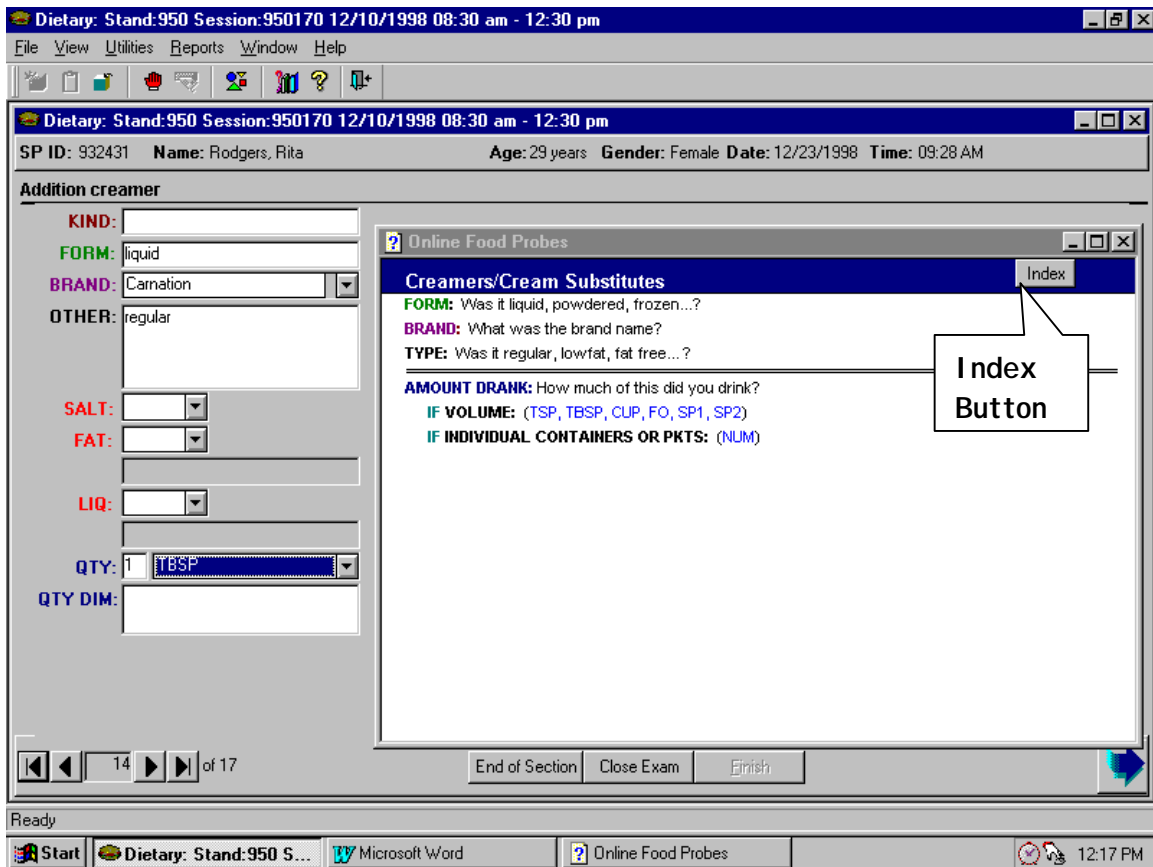 Dietary: Stand:950 Session:950170 12/10/1998 08:30 am - 12:30 pm
File View Utilities Reports Window Help
Dietary: Stand:950 Session:950170 12/10/1998 08:30 am - 12:30 pm
SP ID: 932431 Name: Rodgers, Rita Age: 29 years Gender: Female Date: 12/23/1998 Time: 09:28 AM
Addition creamer
KIND:
FORM: liquid
BRAND: Carnation
OTHER: regular
SALT:
FAT:
LIQ:
QTY: 1 TBSP
QTY DIM:
Online Food Probes
Creamers/Cream Substitutes Index
FORM: Was it liquid, powdered, frozen...?
BRAND: What was the brand name?
TYPE: Was it regular, lowfat, fat free...?
AMOUNT DRANK: How much of this did you drink?
IF VOLUME: (TSP, TBSP, CUP, FO, SP1, SP2)
IF INDIVIDUAL CONTAINERS OR PKTS: (NUM)
Index
Button
14 of 17 End of Section Close Exam Finish
Ready
Start Dietary: Stand:950 S... Microsoft Word Online Food Probes 12:17 PM